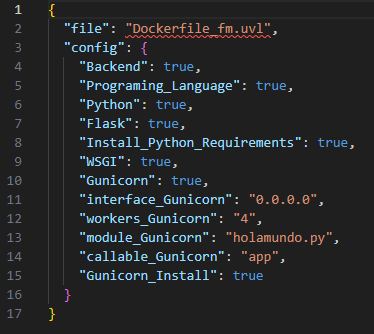 1 {
2 "file": "Dockerfile_fm.uvl",
3 "config": {
4 "Backend": true,
5 "Programing_Language": true,
6 "Python": true,
7 "Flask": true,
8 "Install_Python_Requirements": true,
9 "WSGI": true,
10 "Gunicorn": true,
11 "interface_Gunicorn": "0.0.0.0",
12 "workers_Gunicorn": "4",
13 "module_Gunicorn": "holamundo.py",
14 "callable_Gunicorn": "app",
15 "Gunicorn_Install": true
16 }
17 }